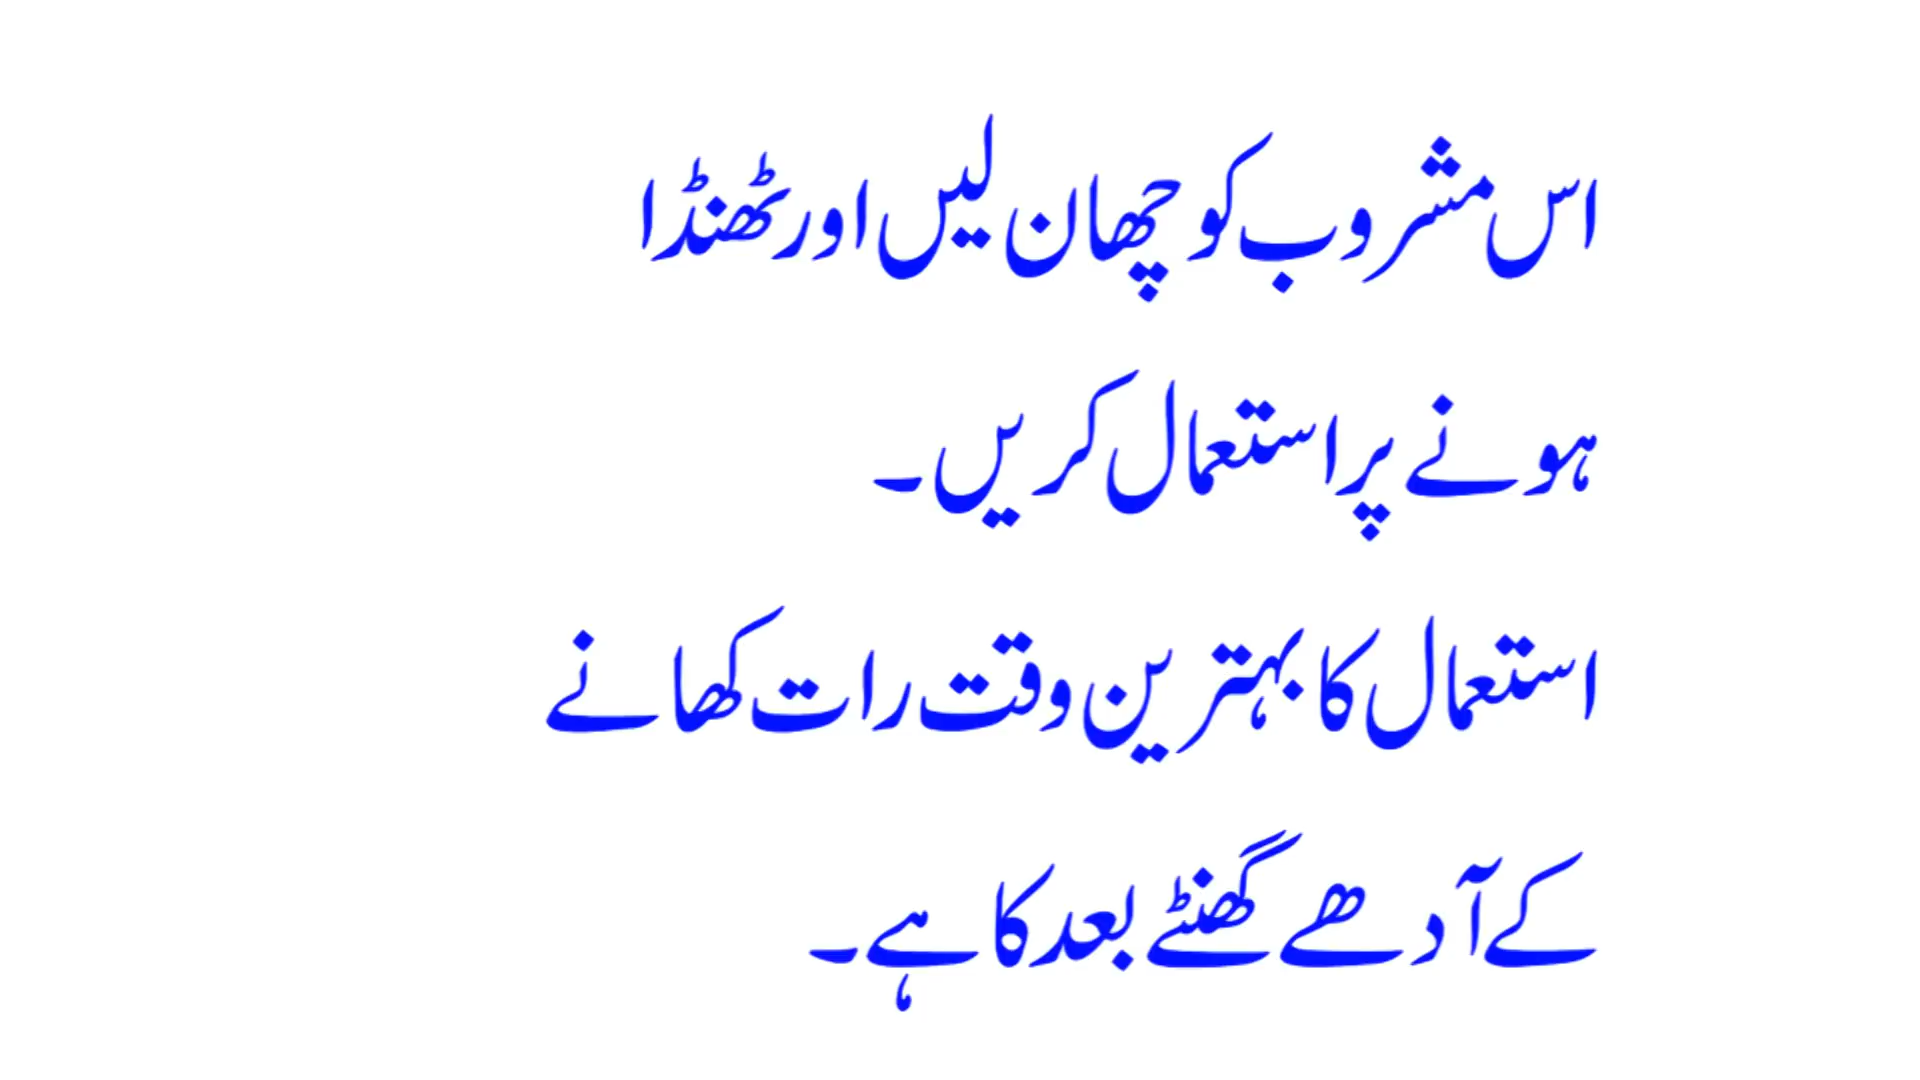 اس مشروب کو چھان لیں اور ٹھنڈا
ہونے پر استعمال کریں۔
استعمال کا بہترین وقت رات کھانے
کے آدھے گھنٹے بعد کا ہے۔